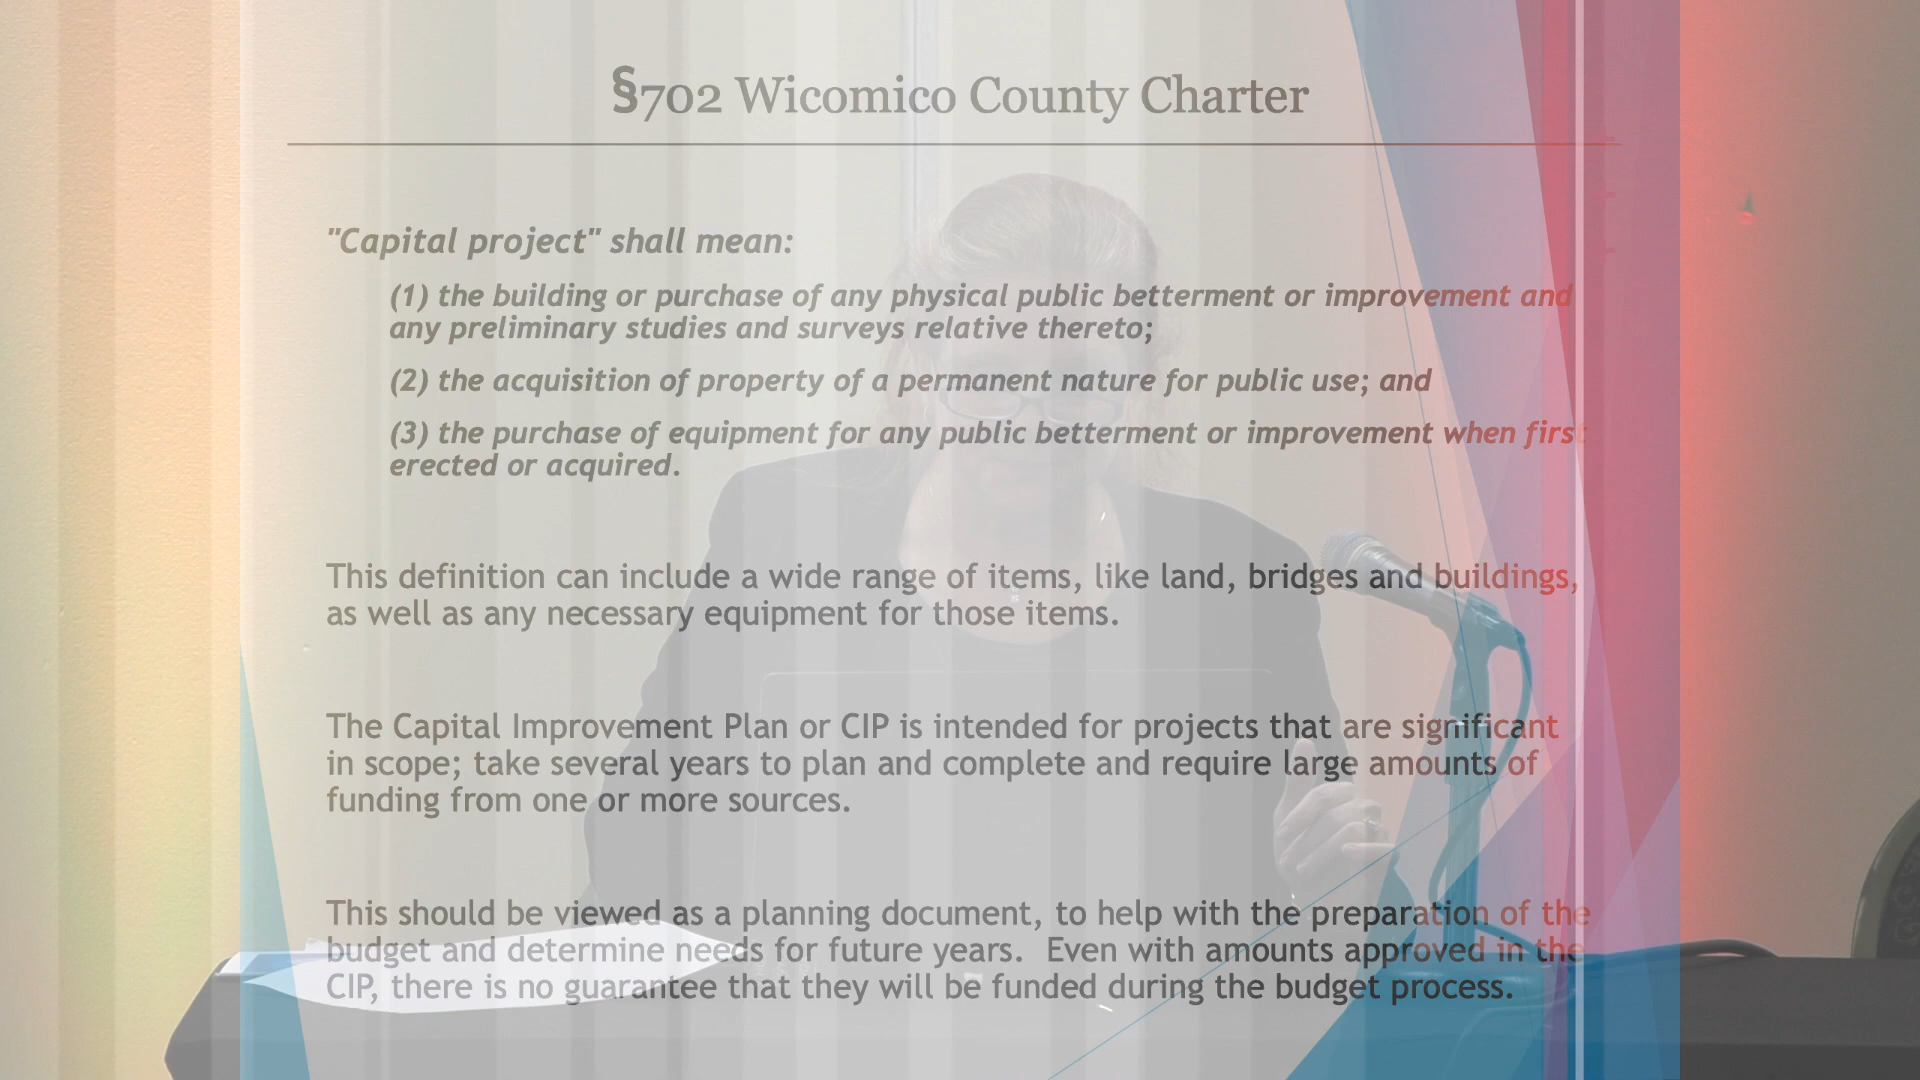 §702 Wicomico County Charter
"Capital project" shall mean:
(1) the building or purchase of any physical public betterment or improvement and
any preliminary studies and surveys relative thereto;
(2) the acquisition of property of a permanent nature for public use; and
(3) the purchase of equipment for any public betterment or improvement when first
erected or acquired.
This definition can include a wide range of items, like land, bridges and buildings,
as well as any necessary equipment for those items.
The Capital Improvement Plan or CIP is intended for projects that are significant
in scope; take several years to plan and complete and require large amounts of
funding from one or more sources.
This should be viewed as a planning document, to help with the preparation of the
budget and determine needs for future years.  Even with amounts approved in the
CIP, there is no guarantee that they will be funded during the budget process.